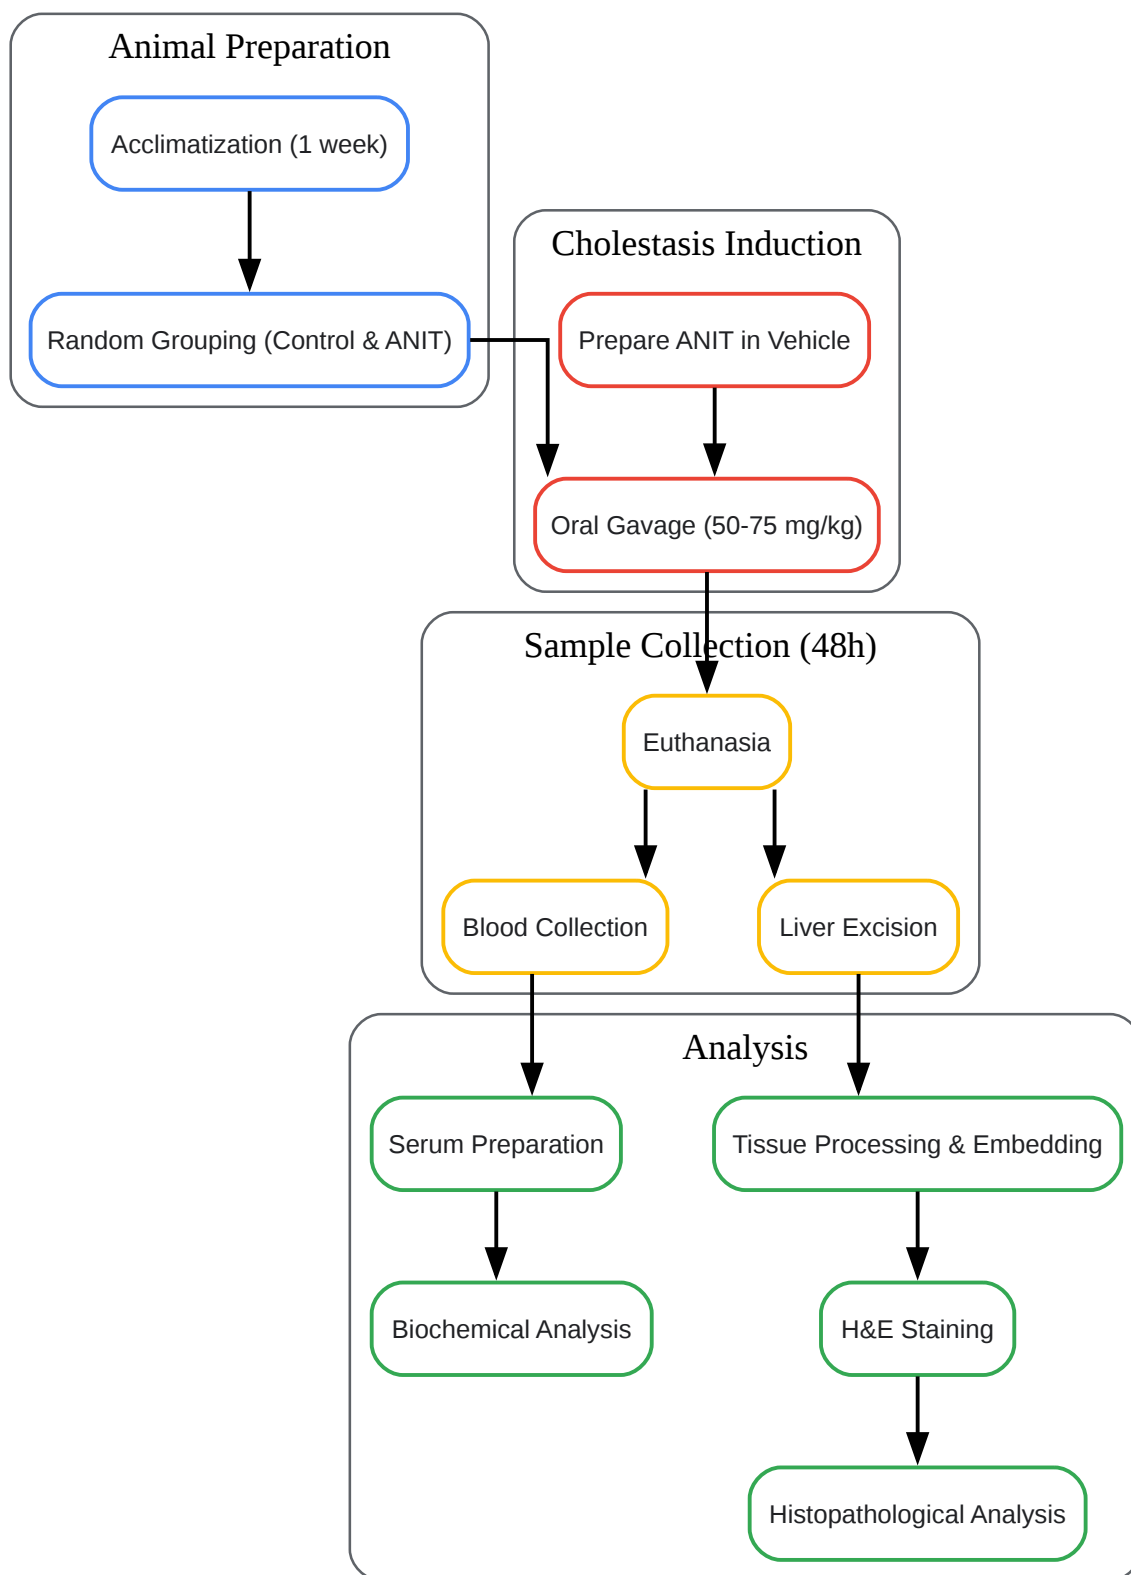 Animal Preparation
Acclimatization (1 week)
Random Grouping (Control & ANIT)
Cholestasis Induction
Prepare ANIT in Vehicle
Oral Gavage (50-75 mg/kg)
Sample Collection (48h)
Euthanasia
Blood Collection
Liver Excision
Analysis
Serum Preparation
Tissue Processing & Embedding
Biochemical Analysis
H&E Staining
Histopathological Analysis